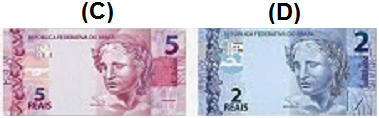 (C) (D)
REPÚBLICA FEDERATIVA DO BRASIL 5
5
REAIS
REPÚBLICA FEDERATIVA DO BRASIL 2
2
REAIS